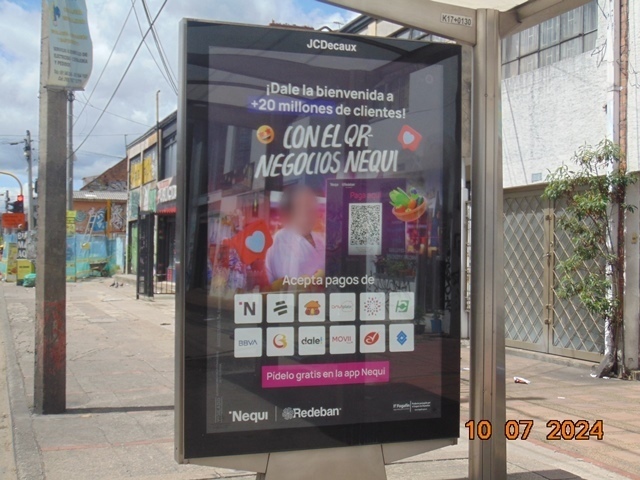 K17+0130
JCDecaux
¡Dale la bienvenida a
+20 millones de clientes!
CON EL QR
NEGOCIOS NEQUI
Acepta pagos de
N
BBVA
dale!
MOVII
Pídelo gratis en la app Nequi
Nequi
Redeban
10 07 2024